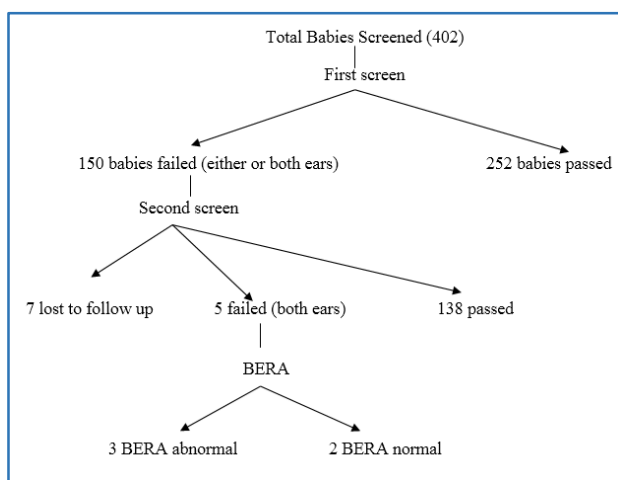 Total Babies Screened (402)
First screen
150 babies failed (either or both ears)
252 babies passed
Second screen
7 lost to follow up
5 failed (both ears)
138 passed
BERA
3 BERA abnormal
2 BERA normal